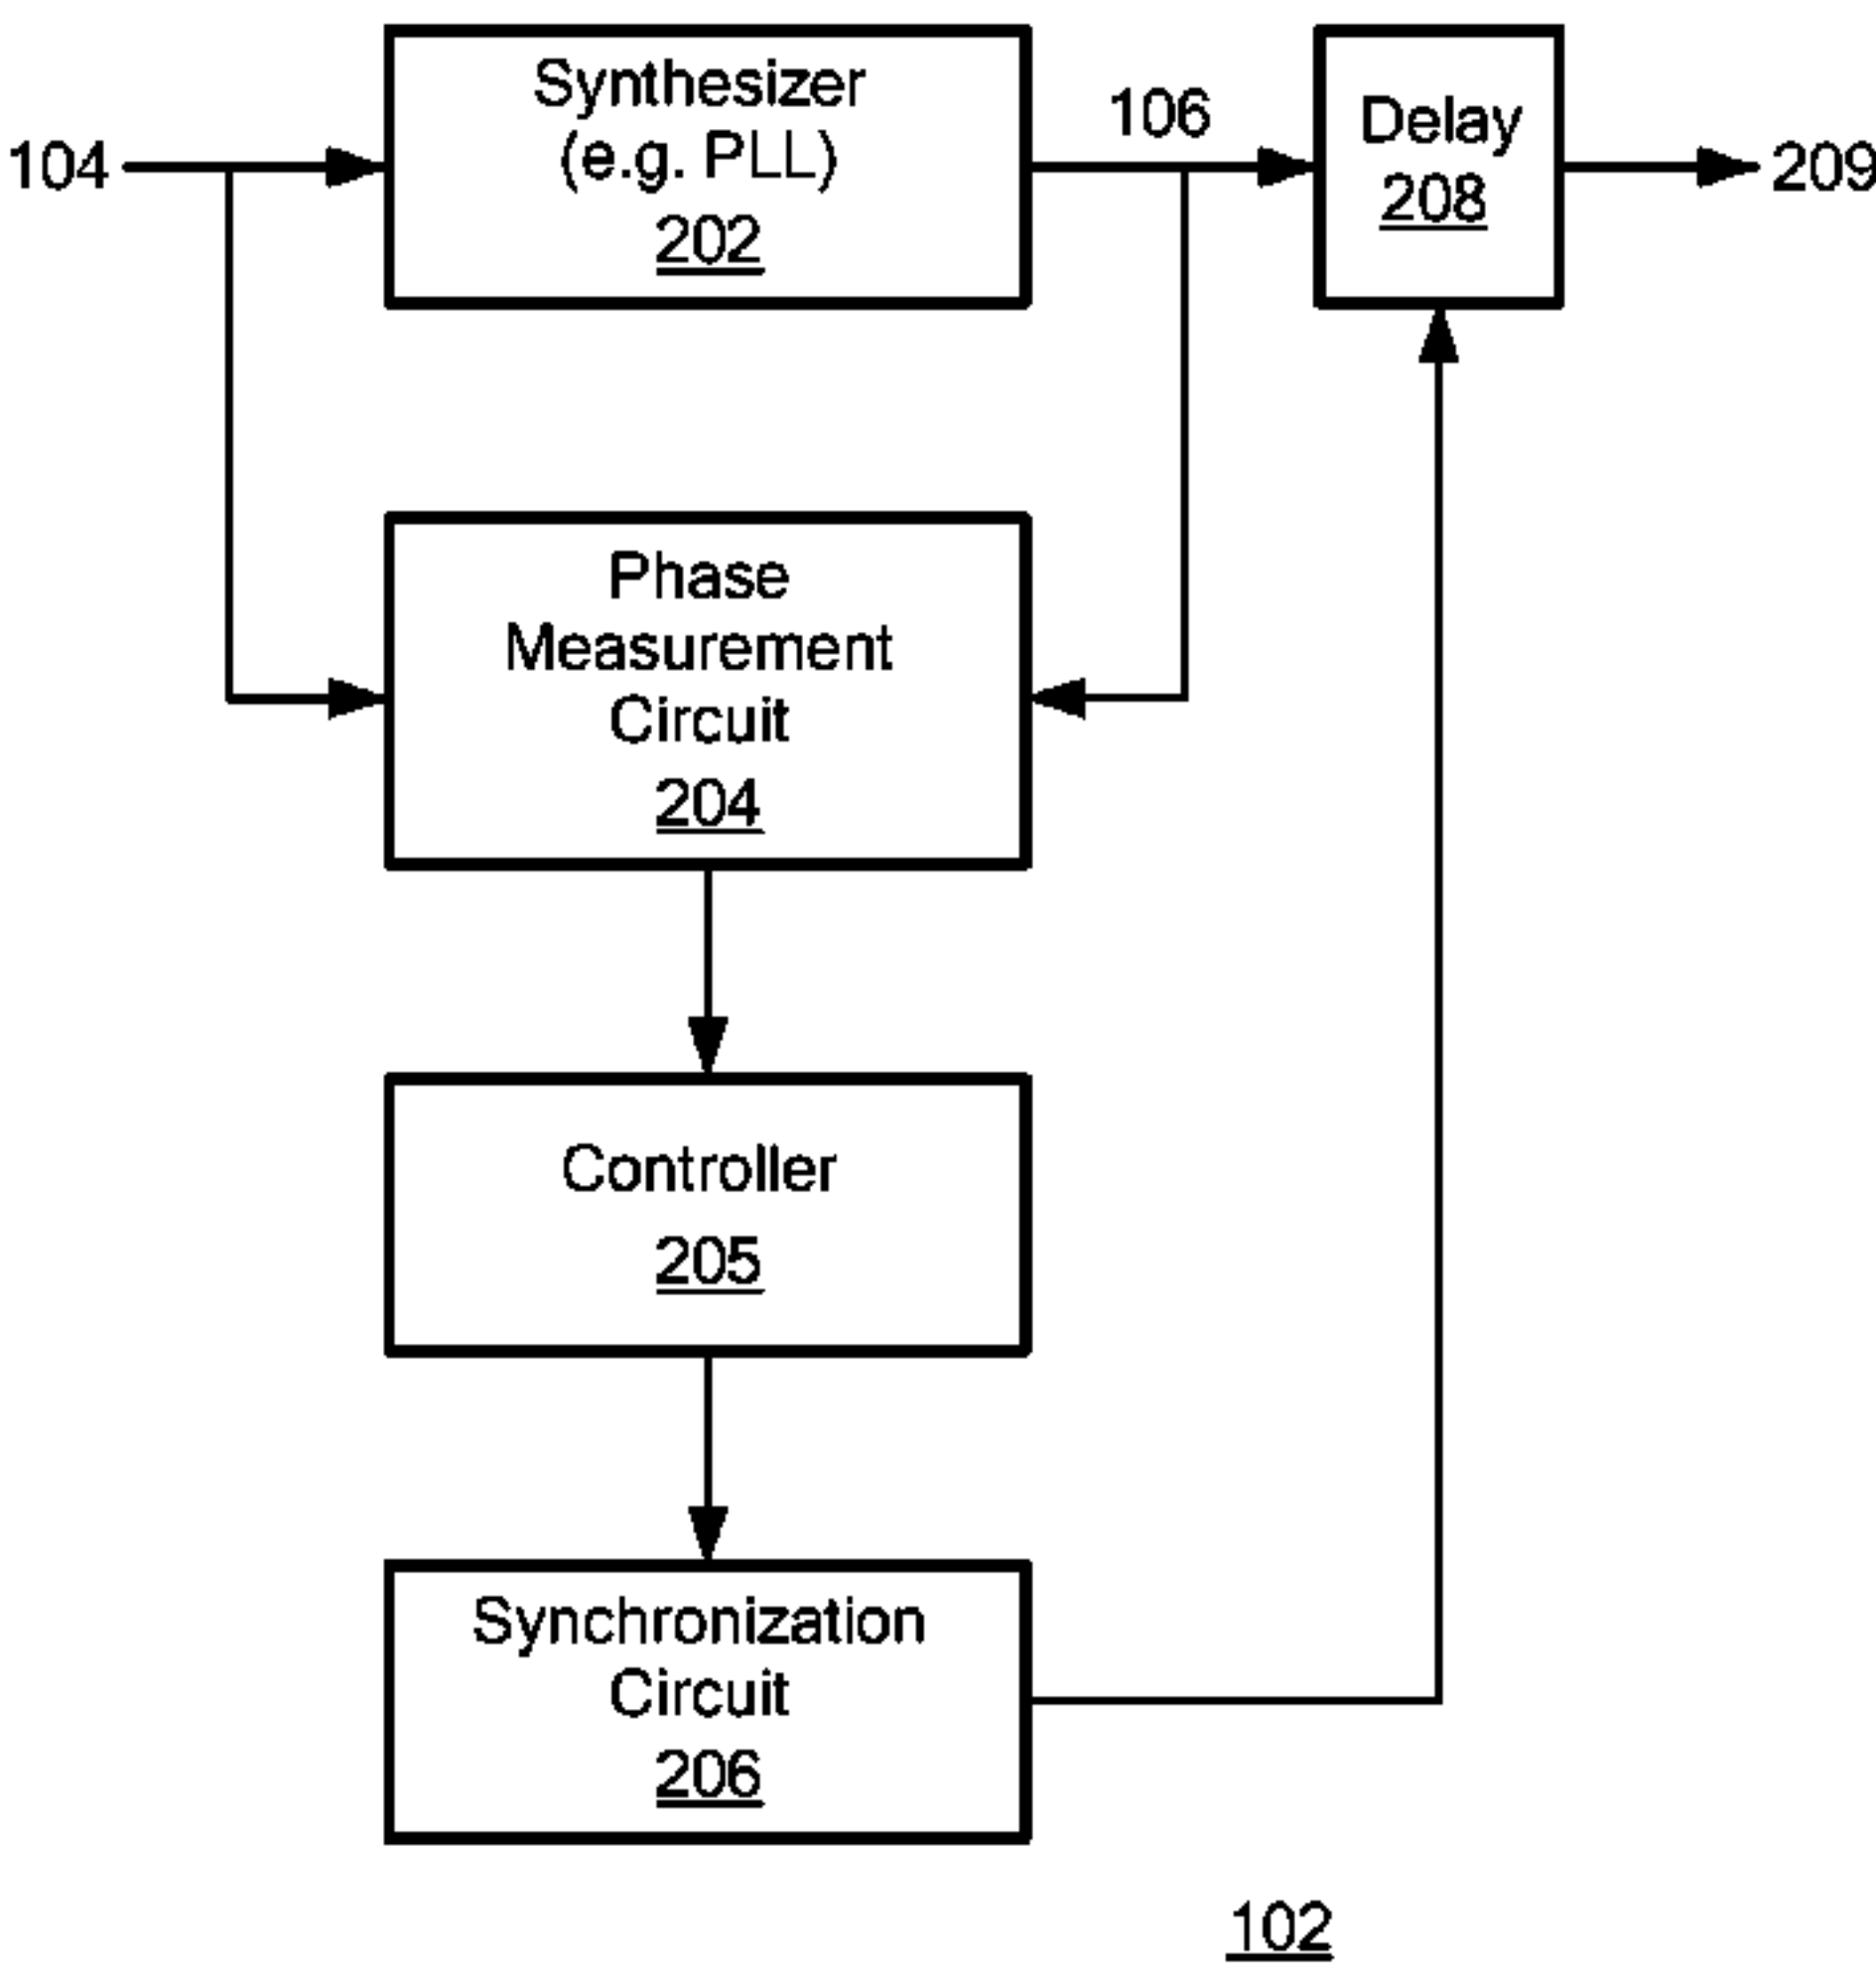 104
Synthesizer
(e.g. PLL)
202
106
Delay
208
209
Phase
Measurement
Circuit
204
Controller
205
Synchronization
Circuit
206
102